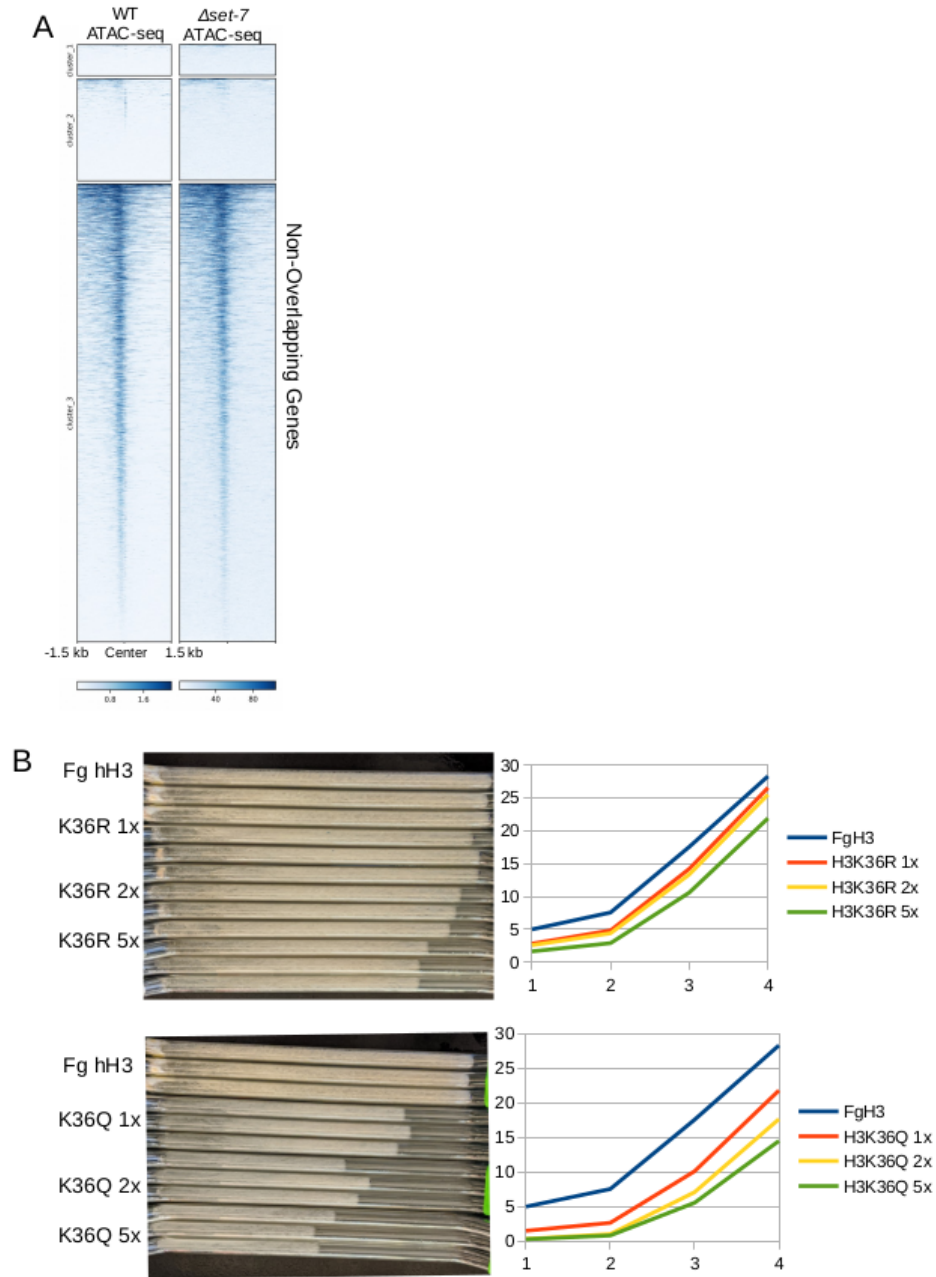 A
WT
ATAC-seq
Δset-7
ATAC-seq
cluster_1
cluster_2
cluster_3
Non-Overlapping Genes
-1.5 kb Center 1.5 kb
0.8 1.6 40 80
B
Fg hH3
K36R 1x
K36R 2x
K36R 5x
30
25
20
15
10
5
0
1 2 3 4
FgH3
H3K36R 1x
H3K36R 2x
H3K36R 5x
Fg hH3
K36Q 1x
K36Q 2x
K36Q 5x
30
25
20
15
10
5
0
1 2 3 4
FgH3
H3K36Q 1x
H3K36Q 2x
H3K36Q 5x